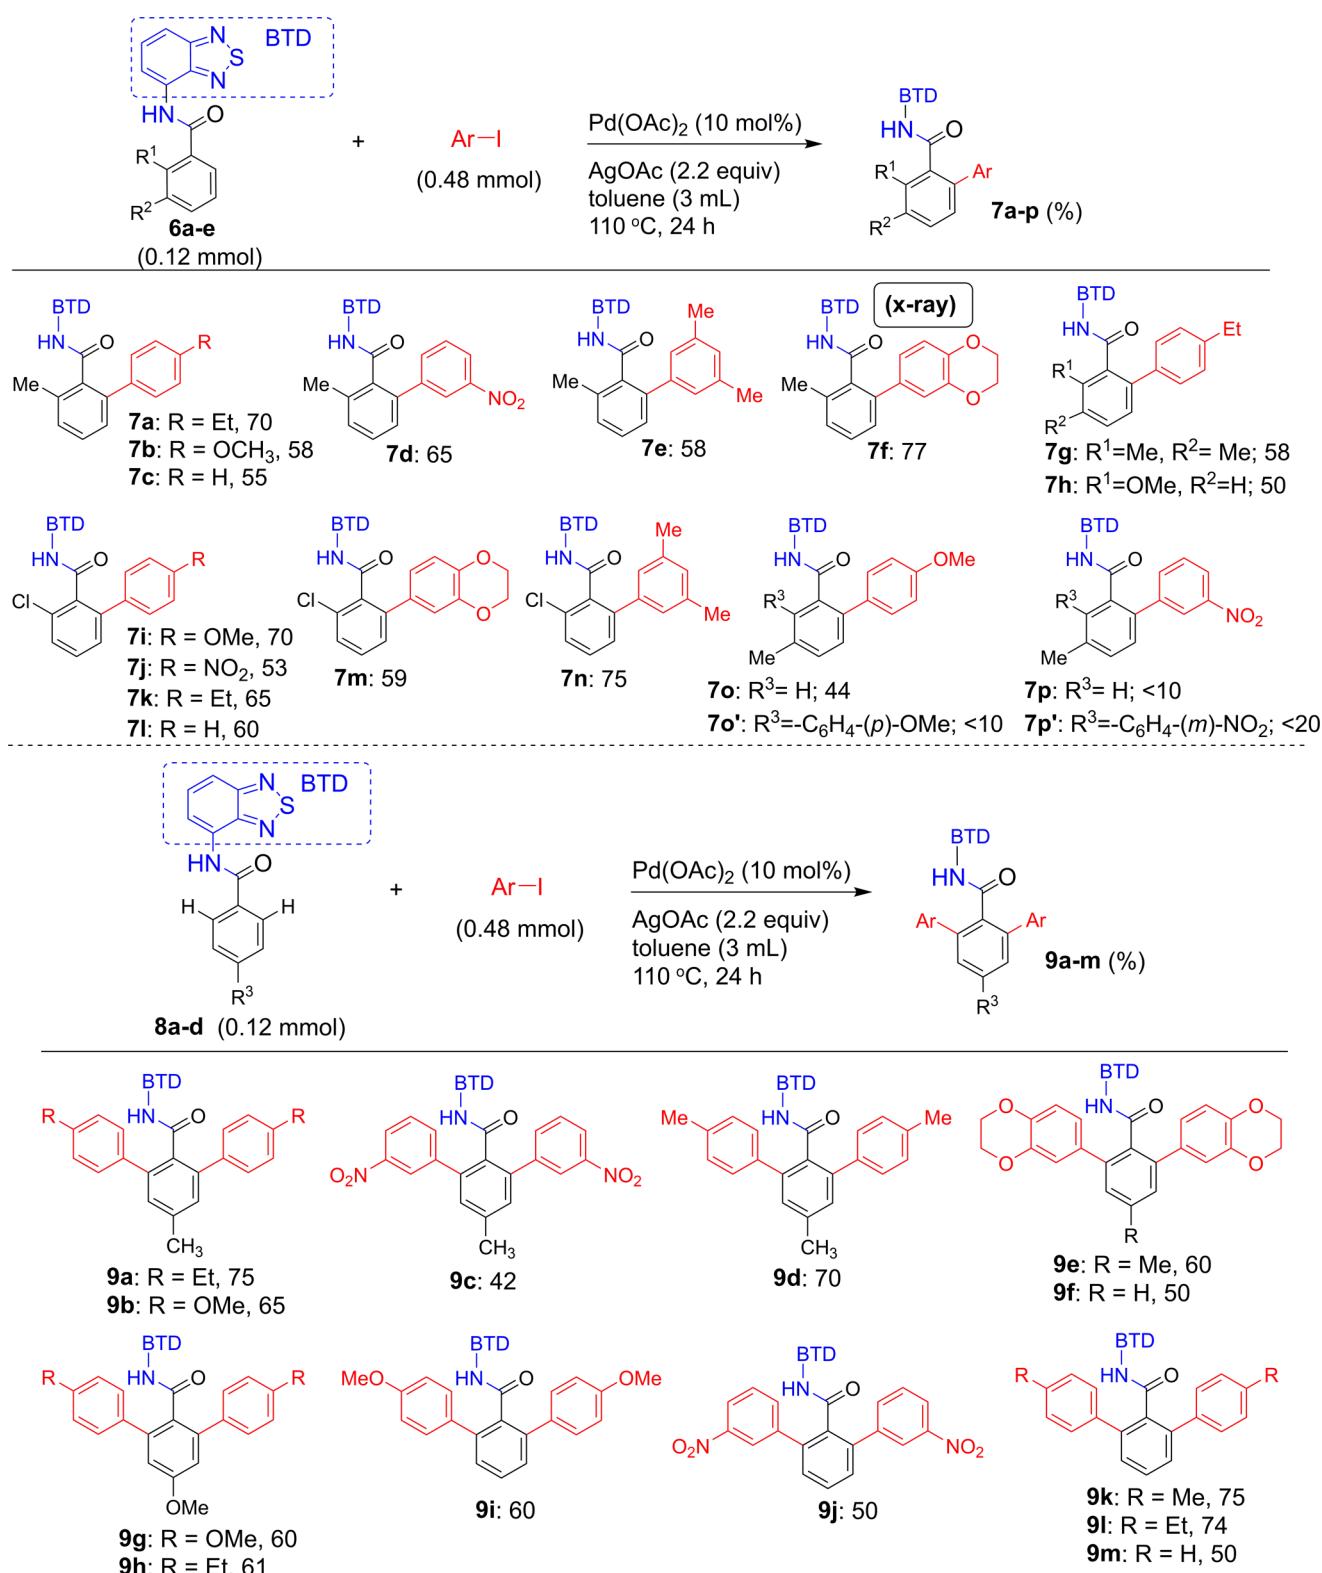 BTD
N
S
N
HN
O
R¹
R²
6a-e
(0.12 mmol)
+
Ar—I
(0.48 mmol)
Pd(OAc)₂ (10 mol%)
AgOAc (2.2 equiv)
toluene (3 mL)
110 °C, 24 h
BTD
HN
O
R¹
Ar
R²
7a-p (%)
BTD
HN
O
R
Me
7a: R = Et, 70
7b: R = OCH₃, 58
7c: R = H, 55
BTD
HN
O
Me
NO₂
7d: 65
BTD
HN
O
Me
Me
Me
7e: 58
BTD
(x-ray)
HN
O
O
O
Me
7f: 77
BTD
HN
O
Et
R¹
R²
7g: R¹=Me, R²= Me; 58
7h: R¹=OMe, R²=H; 50
BTD
HN
O
R
Cl
7i: R = OMe, 70
7j: R = NO₂, 53
7k: R = Et, 65
7l: R = H, 60
BTD
HN
O
O
O
Cl
7m: 59
BTD
HN
O
Me
Me
Cl
7n: 75
BTD
HN
O
OMe
R³
Me
7o: R³= H; 44
7o': R³=-C₆H₄-(p)-OMe; <10
BTD
HN
O
R³
NO₂
Me
7p: R³= H; <10
7p': R³=-C₆H₄-(m)-NO₂; <20
BTD
N
S
N
HN
O
H
H
R³
8a-d (0.12 mmol)
+
Ar—I
(0.48 mmol)
Pd(OAc)₂ (10 mol%)
AgOAc (2.2 equiv)
toluene (3 mL)
110 °C, 24 h
BTD
HN
O
Ar
Ar
R³
9a-m (%)
BTD
R
HN
O
R
CH₃
9a: R = Et, 75
9b: R = OMe, 65
BTD
HN
O
NO₂
NO₂
CH₃
9c: 42
BTD
Me
HN
O
Me
CH₃
9d: 70
BTD
O
HN
O
O
O
O
R
9e: R = Me, 60
9f: R = H, 50
BTD
R
HN
O
R
OMe
9g: R = OMe, 60
9h: R = Et, 61
BTD
MeO
HN
O
OMe
9i: 60
BTD
HN
O
O₂N
NO₂
9j: 50
BTD
R
HN
O
R
9k: R = Me, 75
9l: R = Et, 74
9m: R = H, 50